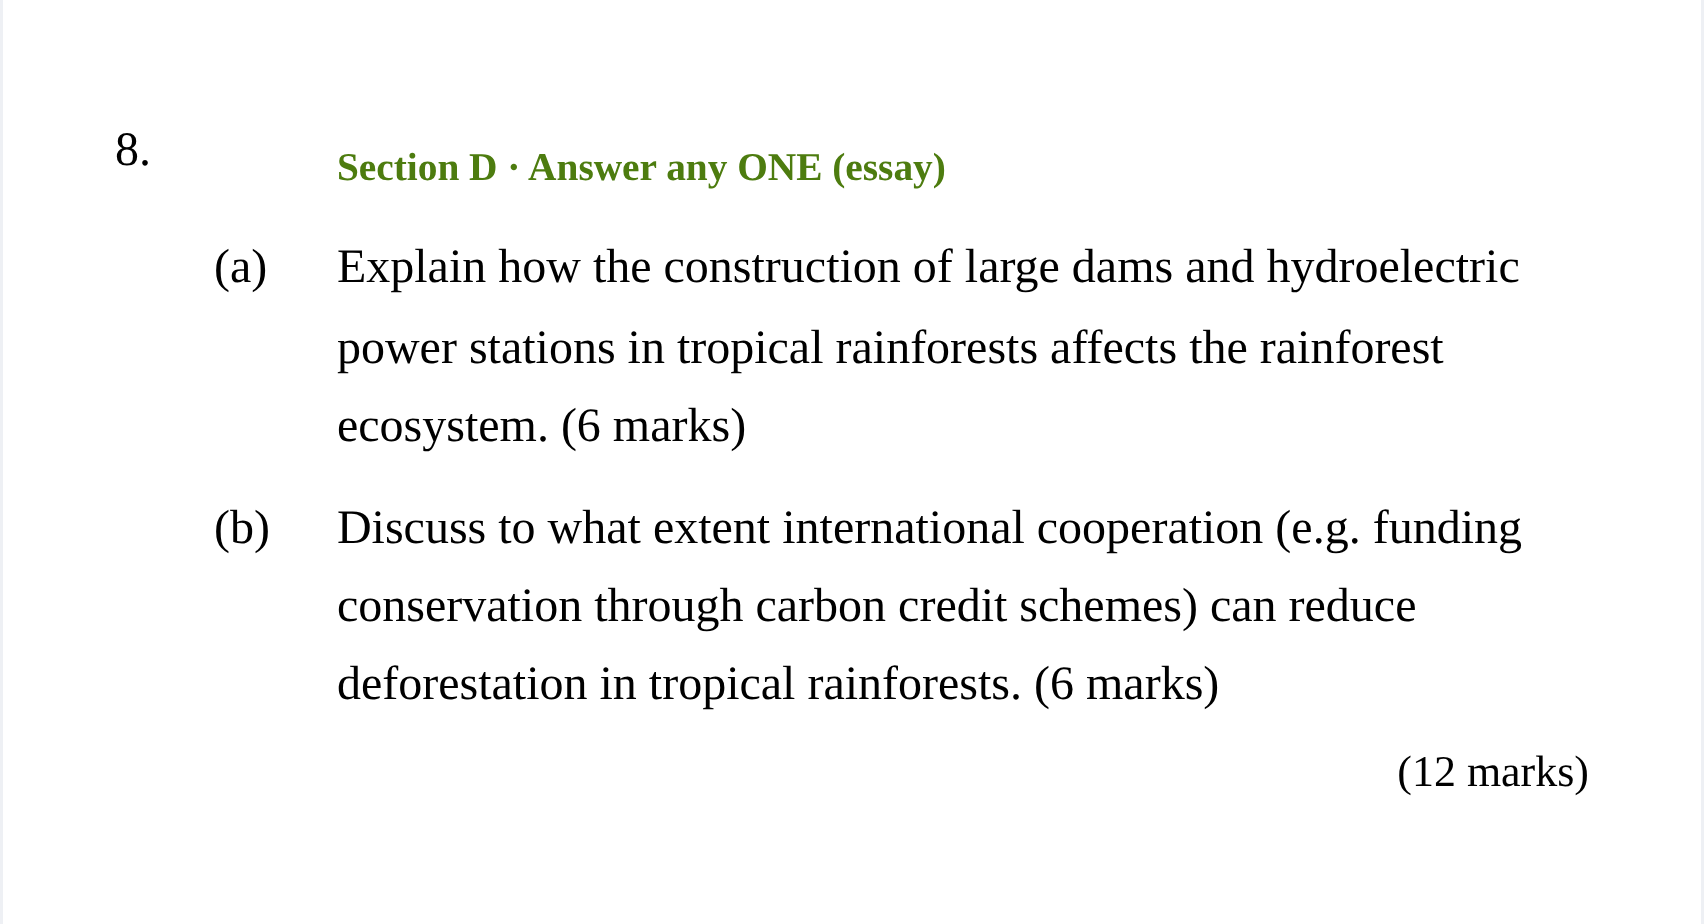 8.
Section D · Answer any ONE (essay)
(a) Explain how the construction of large dams and hydroelectric
power stations in tropical rainforests affects the rainforest
ecosystem. (6 marks)
(b) Discuss to what extent international cooperation (e.g. funding
conservation through carbon credit schemes) can reduce
deforestation in tropical rainforests. (6 marks)
(12 marks)